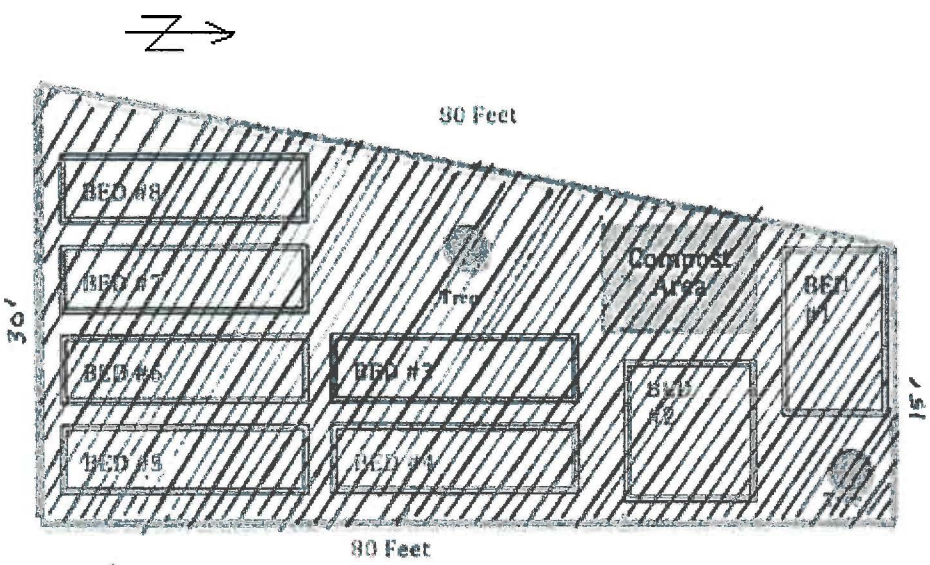 N
80 Feet
BED #8
BED #7
Tree
Compost
Area
BED
#1
30'
BED #6
BED #3
BED
#2
15'
BED #5
BED #4
Tree
80 Feet